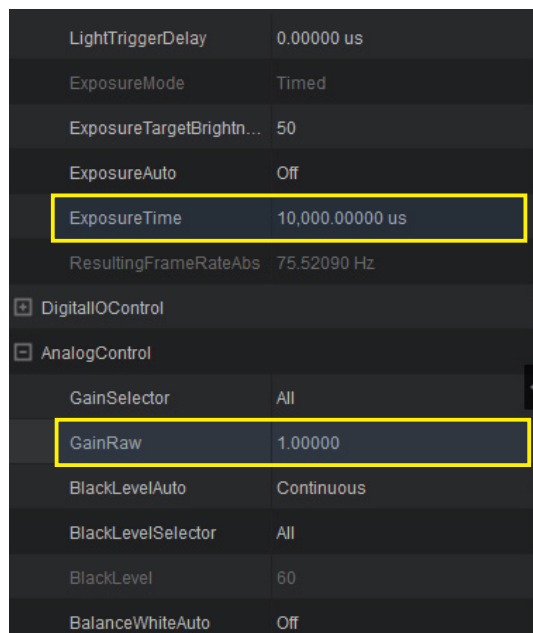 LightTriggerDelay 0.00000 us
ExposureMode Timed
ExposureTargetBrightn... 50
ExposureAuto Off
ExposureTime 10,000.00000 us
ResultingFrameRateAbs 75.52090 Hz
DigitalIOControl
AnalogControl
GainSelector All
GainRaw 1.00000
BlackLevelAuto Continuous
BlackLevelSelector All
BlackLevel 60
BalanceWhiteAuto Off